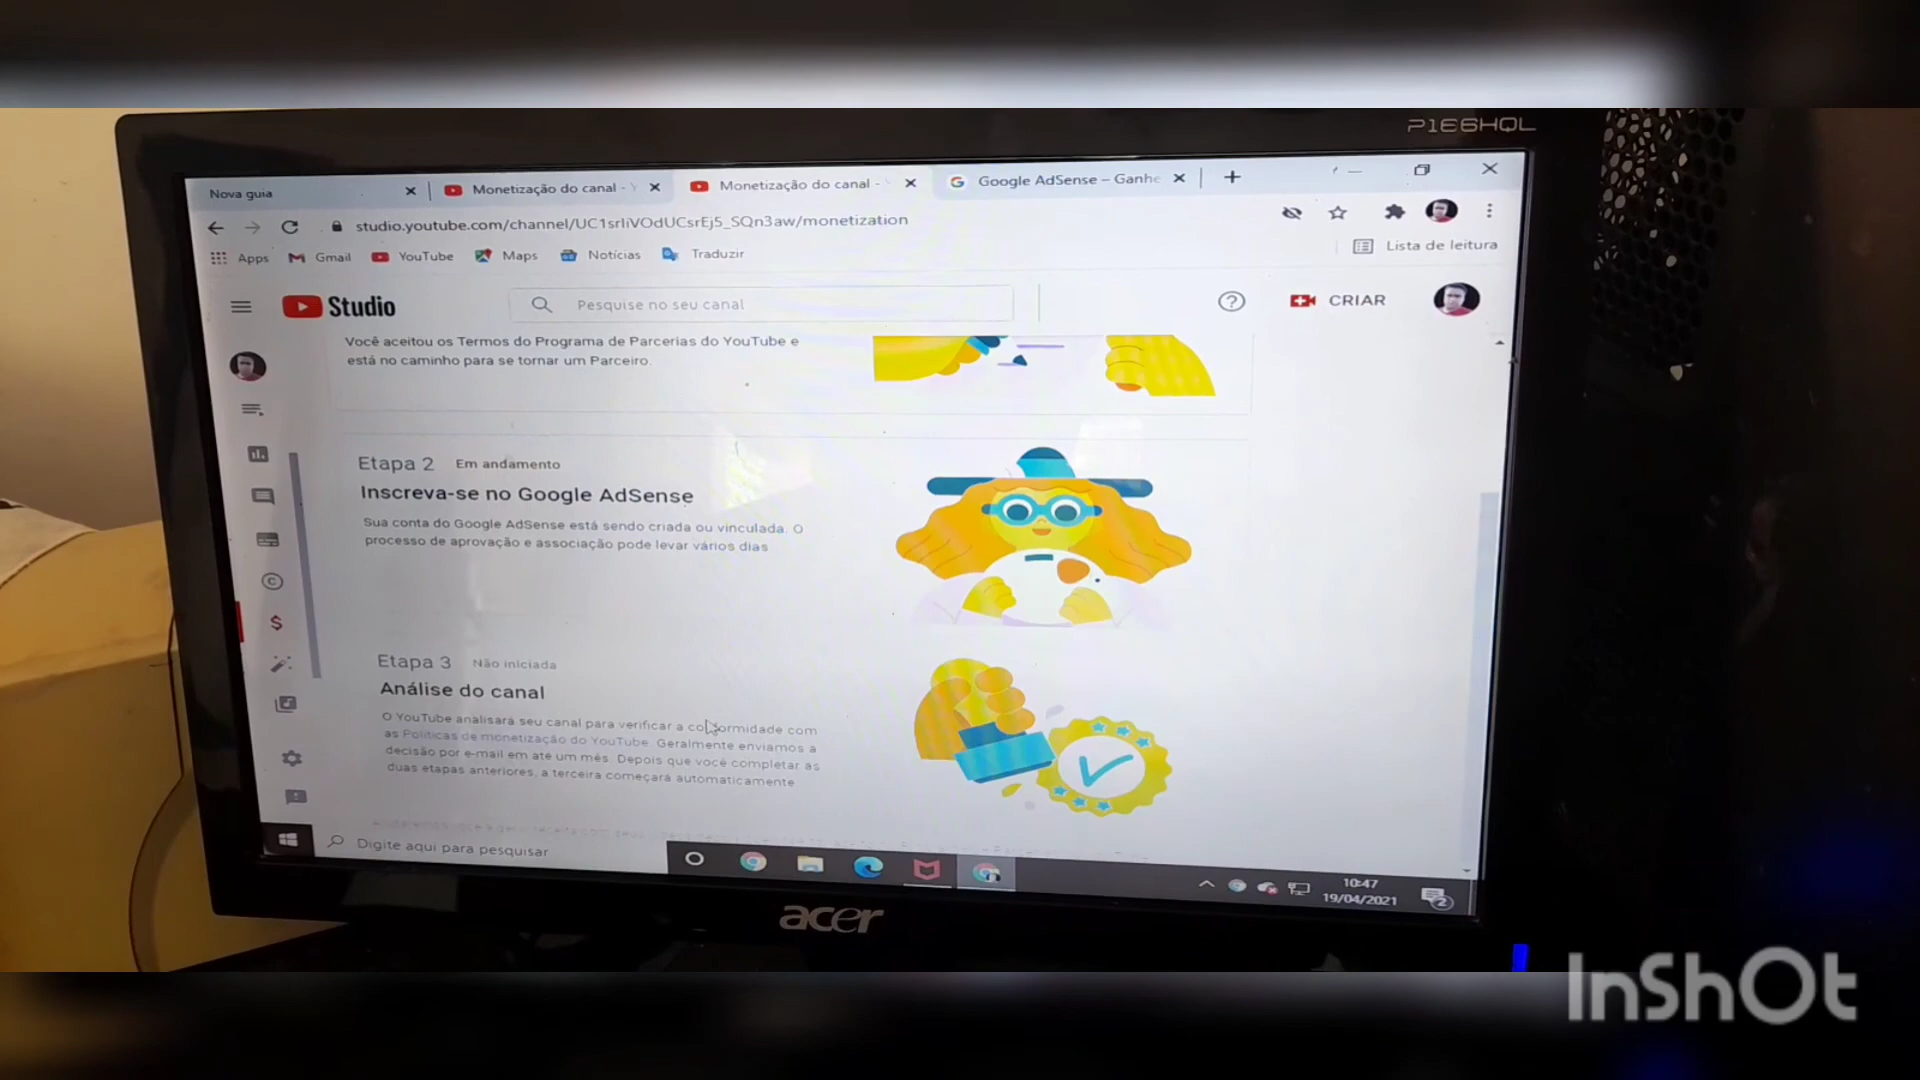 P1E6HQL
Nova guia
Monetização do canal - Y
Monetização do canal -
Google AdSense – Ganhe
studio.youtube.com/channel/UC1srIiVOdUCsrEj5_SQn3aw/monetization
Apps
Gmail
YouTube
Maps
Notícias
Traduzir
Lista de leitura
Studio
Pesquise no seu canal
CRIAR
Você aceitou os Termos do Programa de Parcerias do YouTube e
está no caminho para se tornar um Parceiro.
Etapa 2 Em andamento
Inscreva-se no Google AdSense
Sua conta do Google AdSense está sendo criada ou vinculada. O
processo de aprovação e associação pode levar vários dias
Etapa 3 Não iniciada
Análise do canal
O YouTube analisará seu canal para verificar a conformidade com
as Políticas de monetização do YouTube. Geralmente enviamos a
decisão por e-mail em até um mês. Depois que você completar as
duas etapas anteriores, a terceira começará automaticamente
Digite aqui para pesquisar
10:47
19/04/2021
2
acer
InShOt